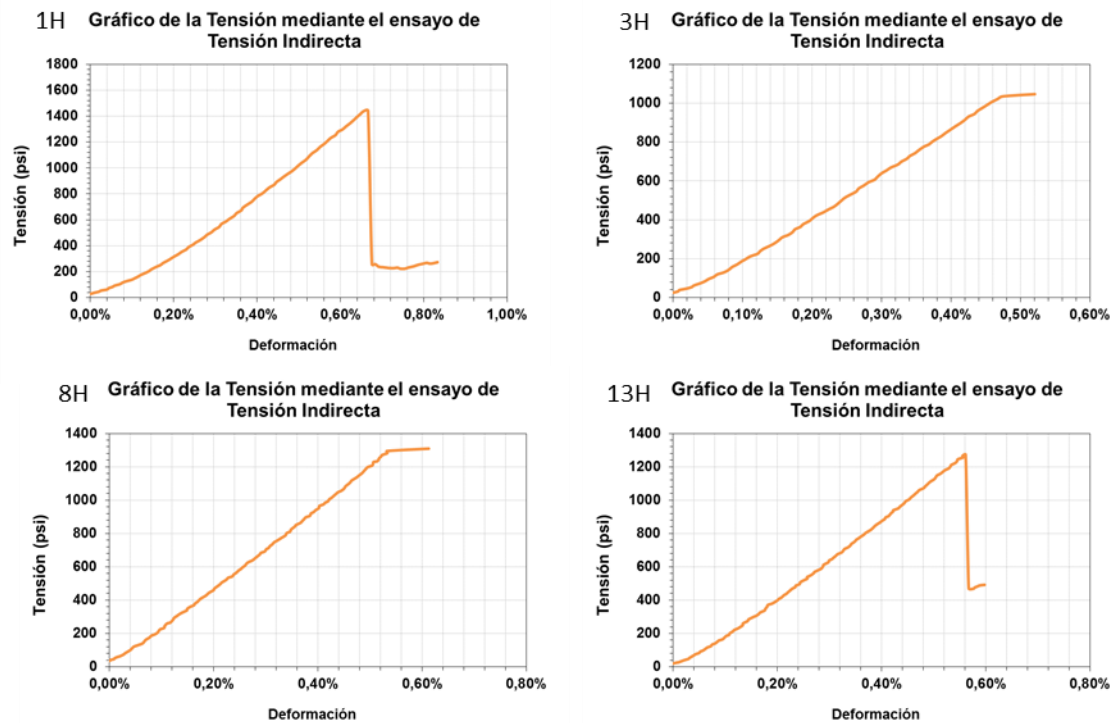 1H
Gráfico de la Tensión mediante el ensayo de
Tensión Indirecta
Tensión (psi)
1800
1600
1400
1200
1000
800
600
400
200
0
0,00% 0,20% 0,40% 0,60% 0,80% 1,00%
Deformación
3H
Gráfico de la Tensión mediante el ensayo de
Tensión Indirecta
Tensión (psi)
1200
1000
800
600
400
200
0
0,00% 0,10% 0,20% 0,30% 0,40% 0,50% 0,60%
Deformación
8H
Gráfico de la Tensión mediante el ensayo de
Tensión Indirecta
Tensión (psi)
1400
1200
1000
800
600
400
200
0
0,00% 0,20% 0,40% 0,60% 0,80%
Deformación
13H
Gráfico de la Tensión mediante el ensayo de
Tensión Indirecta
Tensión (psi)
1400
1200
1000
800
600
400
200
0
0,00% 0,20% 0,40% 0,60% 0,80%
Deformación